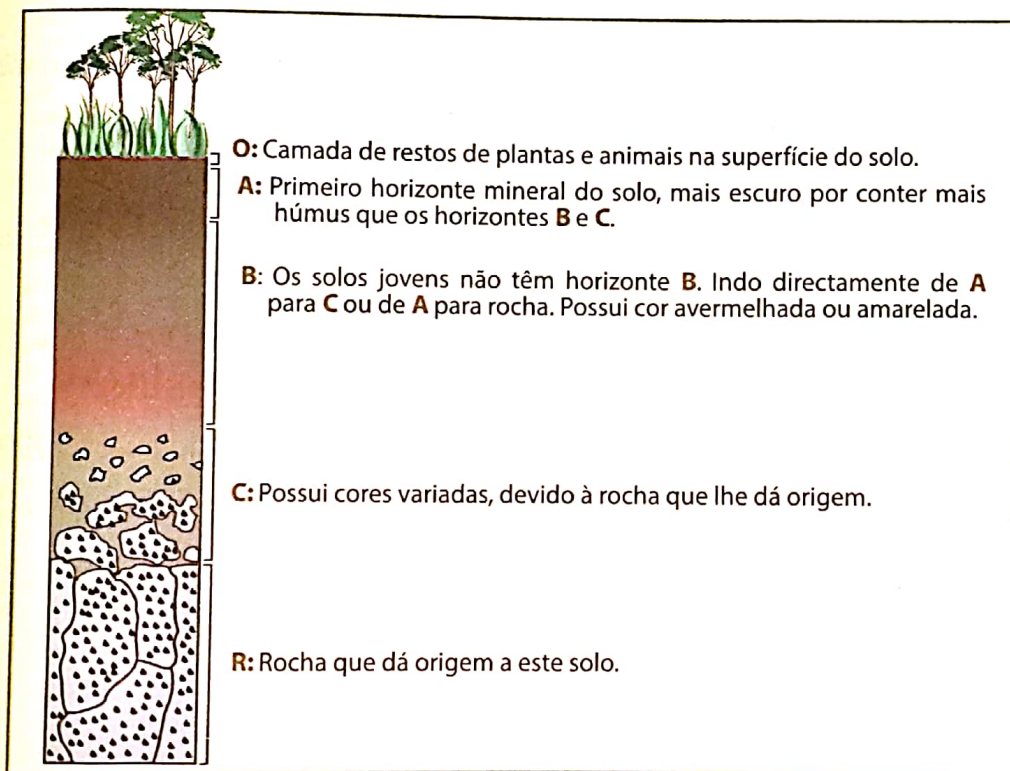 O: Camada de restos de plantas e animais na superfície do solo.
A: Primeiro horizonte mineral do solo, mais escuro por conter mais
húmus que os horizontes B e C.
B: Os solos jovens não têm horizonte B. Indo directamente de A
para C ou de A para rocha. Possui cor avermelhada ou amarelada.
C: Possui cores variadas, devido à rocha que lhe dá origem.
R: Rocha que dá origem a este solo.